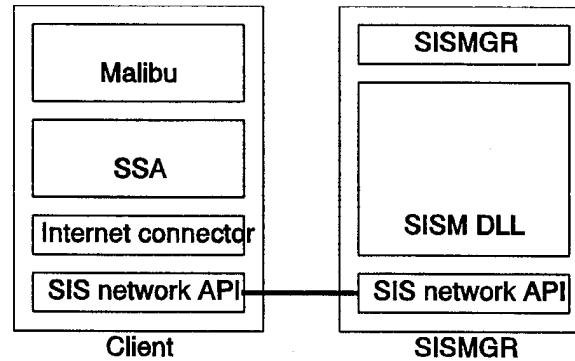 Malibu
SSA
Internet connector
SIS network API
Client
SISMGR
SISM DLL
SIS network API
SISMGR